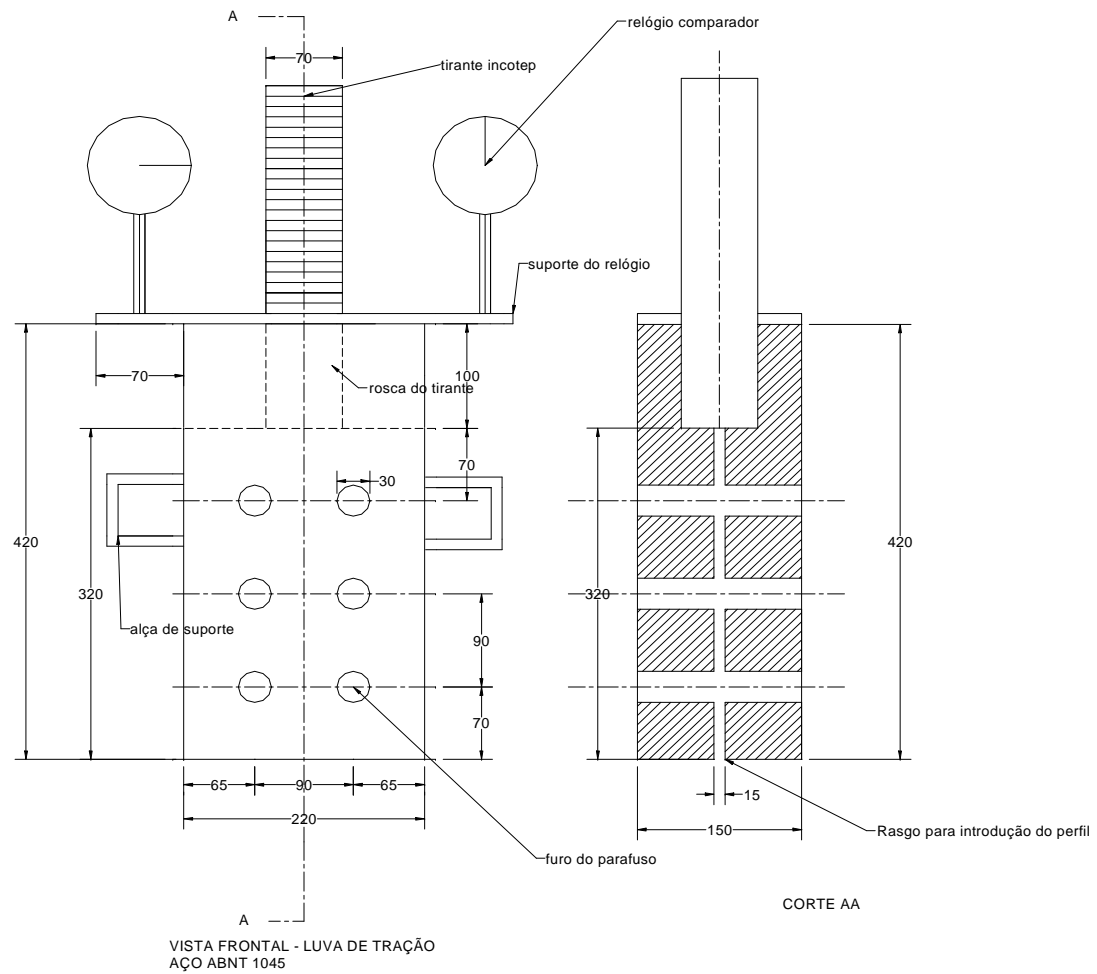 A
relógio comparador
70
tirante incotep
suporte do relógio
70
100
rosca do tirante
30
70
420
320
320
420
alça de suporte
90
70
65
90
65
15
220
150
Rasgo para introdução do perfil
furo do parafuso
CORTE AA
A
VISTA FRONTAL - LUVA DE TRAÇÃO
AÇO ABNT 1045